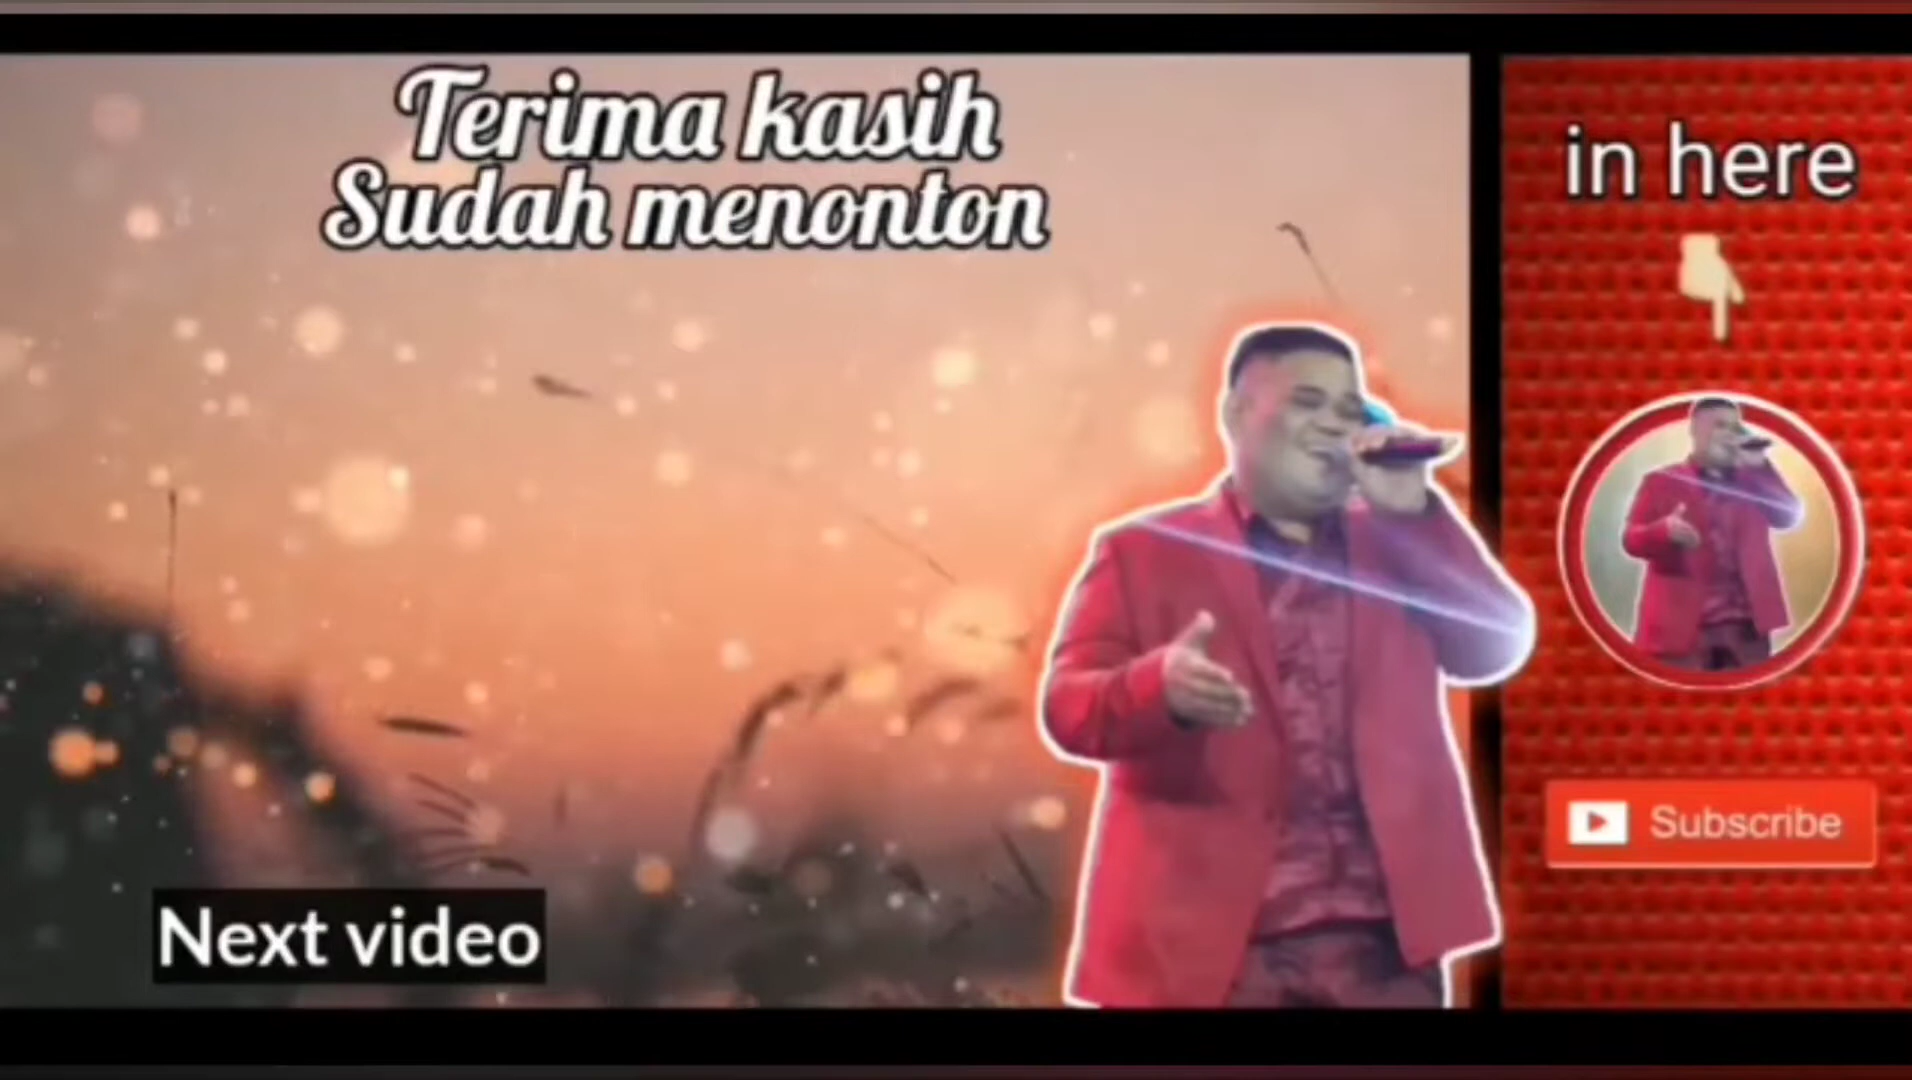 Terima kasih
Sudah menonton
Next video
in here
Subscribe